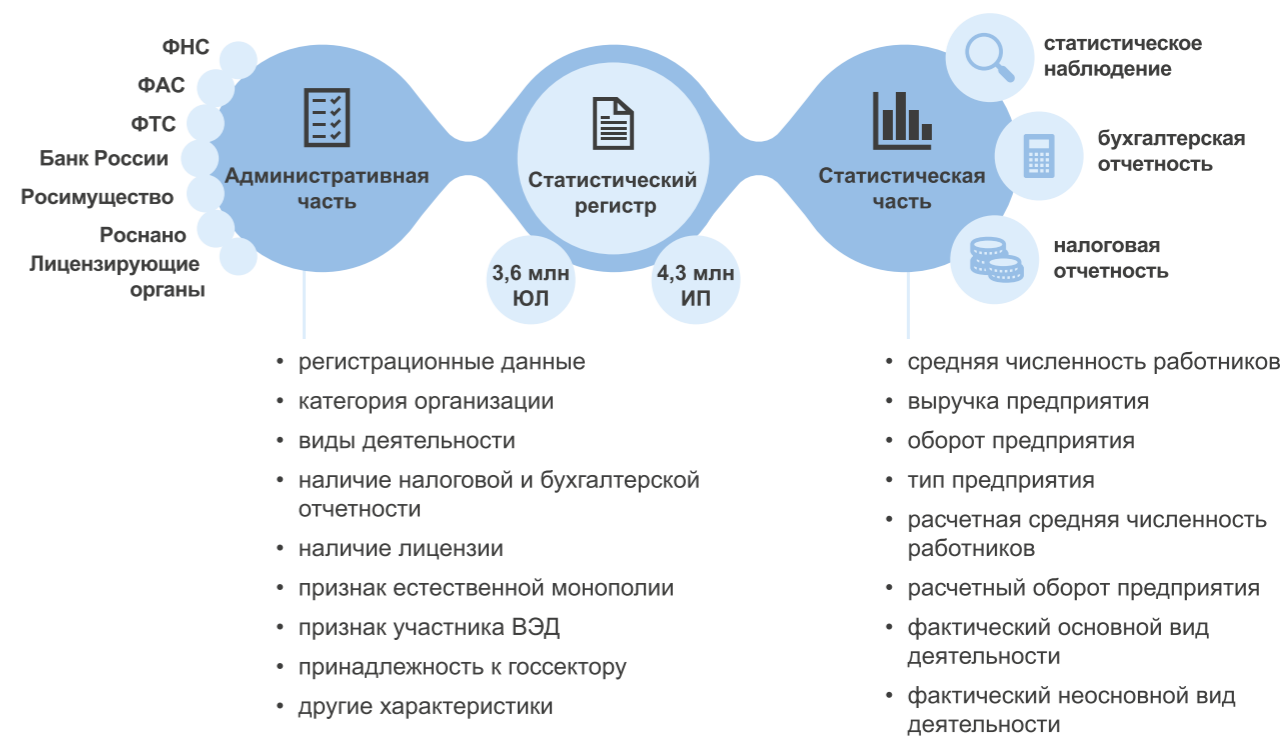 ФНС
ФАС
ФТС
Банк России
Росимущество
Роснано
Лицензирующие
органы
Административная
часть
Статистический
регистр
3,6 млн
ЮЛ
4,3 млн
ИП
Статистическая
часть
статистическое
наблюдение
бухгалтерская
отчетность
налоговая
отчетность
• регистрационные данные
• категория организации
• виды деятельности
• наличие налоговой и бухгалтерской
отчетности
• наличие лицензии
• признак естественной монополии
• признак участника ВЭД
• принадлежность к госсектору
• другие характеристики
• средняя численность работников
• выручка предприятия
• оборот предприятия
• тип предприятия
• расчетная средняя численность
работников
• расчетный оборот предприятия
• фактический основной вид
деятельности
• фактический неосновной вид
деятельности